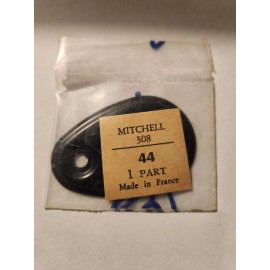 MITCHELL
308
44
1 PART
Made in France